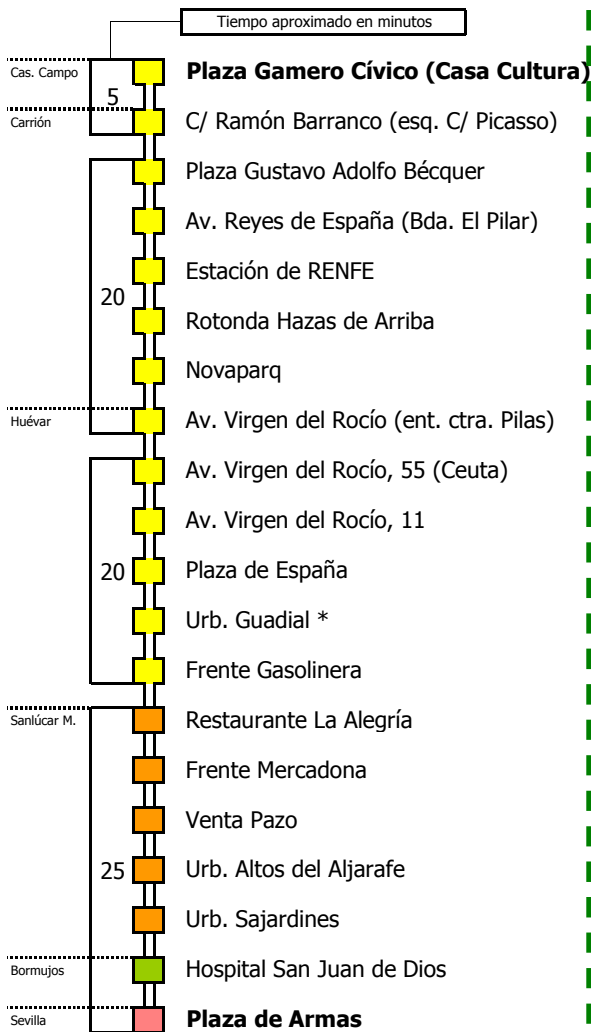 Tiempo aproximado en minutos
Cas. Campo
Plaza Gamero Cívico (Casa Cultura)
5
Carrión
C/ Ramón Barranco (esq. C/ Picasso)
Plaza Gustavo Adolfo Bécquer
Av. Reyes de España (Bda. El Pilar)
Estación de RENFE
20
Rotonda Hazas de Arriba
Novaparq
Huévar
Av. Virgen del Rocío (ent. ctra. Pilas)
Av. Virgen del Rocío, 55 (Ceuta)
Av. Virgen del Rocío, 11
20
Plaza de España
Urb. Guadial *
Frente Gasolinera
Sanlúcar M.
Restaurante La Alegría
Frente Mercadona
Venta Pazo
25
Urb. Altos del Aljarafe
Urb. Sajardines
Bormujos
Hospital San Juan de Dios
Sevilla
Plaza de Armas